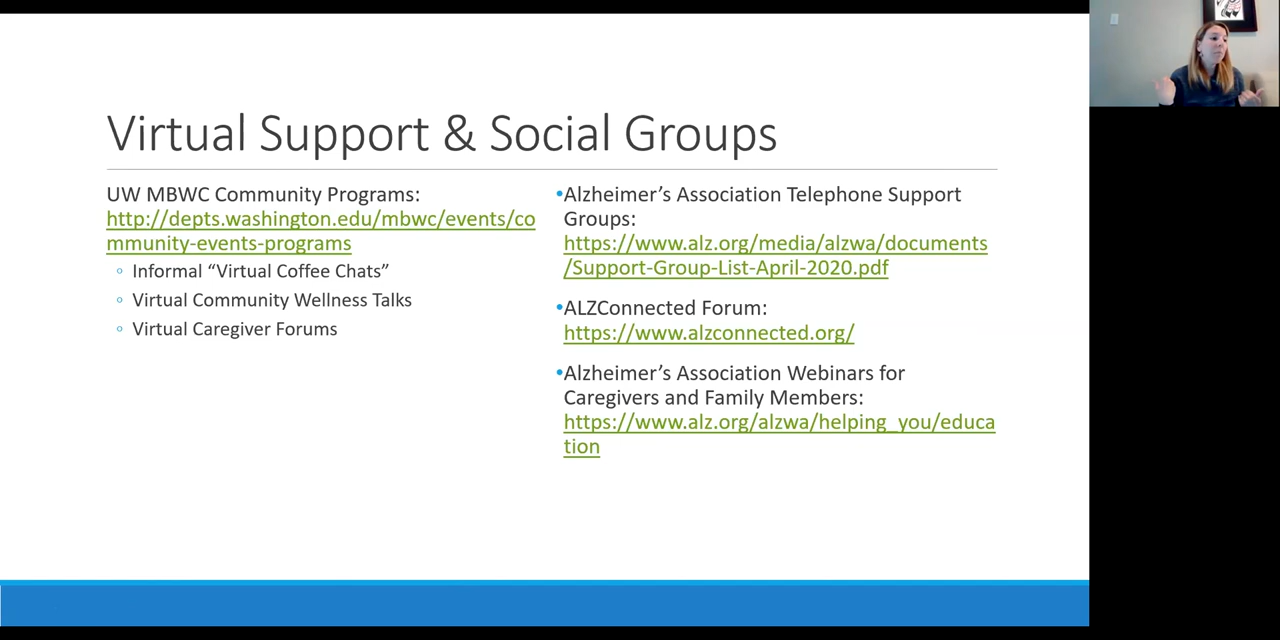 Virtual Support & Social Groups
UW MBWC Community Programs:
http://depts.washington.edu/mbwc/events/co
mmunity-events-programs
◦ Informal “Virtual Coffee Chats”
◦ Virtual Community Wellness Talks
◦ Virtual Caregiver Forums
•Alzheimer’s Association Telephone Support
Groups:
https://www.alz.org/media/alzwa/documents
/Support-Group-List-April-2020.pdf
•ALZConnected Forum:
https://www.alzconnected.org/
•Alzheimer’s Association Webinars for
Caregivers and Family Members:
https://www.alz.org/alzwa/helping_you/educa
tion